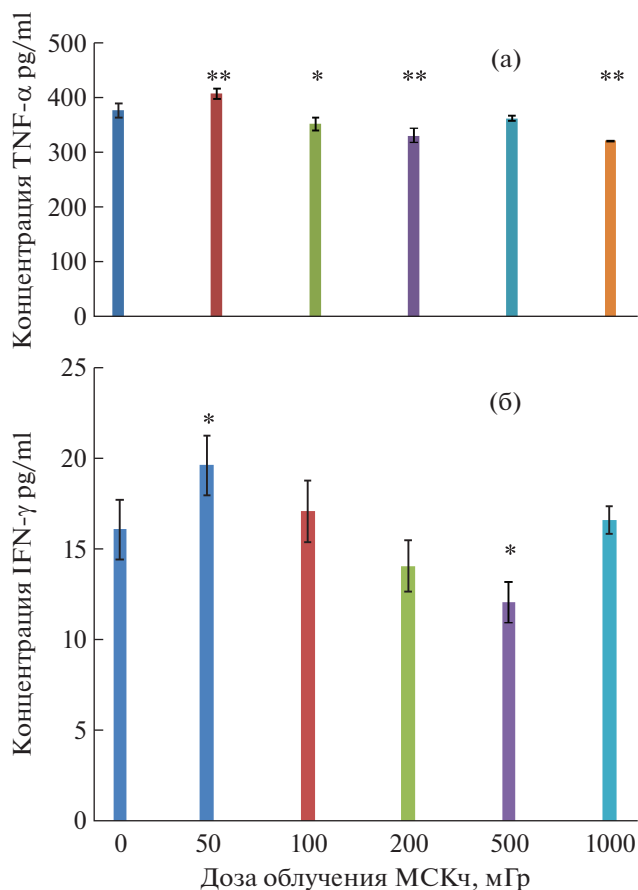 (а)
Концентрация TNF-α pg/ml
500
400
300
200
100
0
** * ** **
(б)
Концентрация IFN-γ pg/ml
25
20
15
10
5
0
* *
0 50 100 200 500 1000
Доза облучения МСКч, мГр